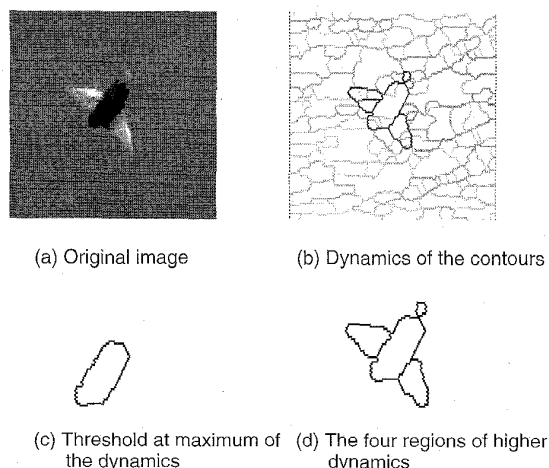 (a) Original image
(b) Dynamics of the contours
(c) Threshold at maximum of
the dynamics
(d) The four regions of higher
dynamics